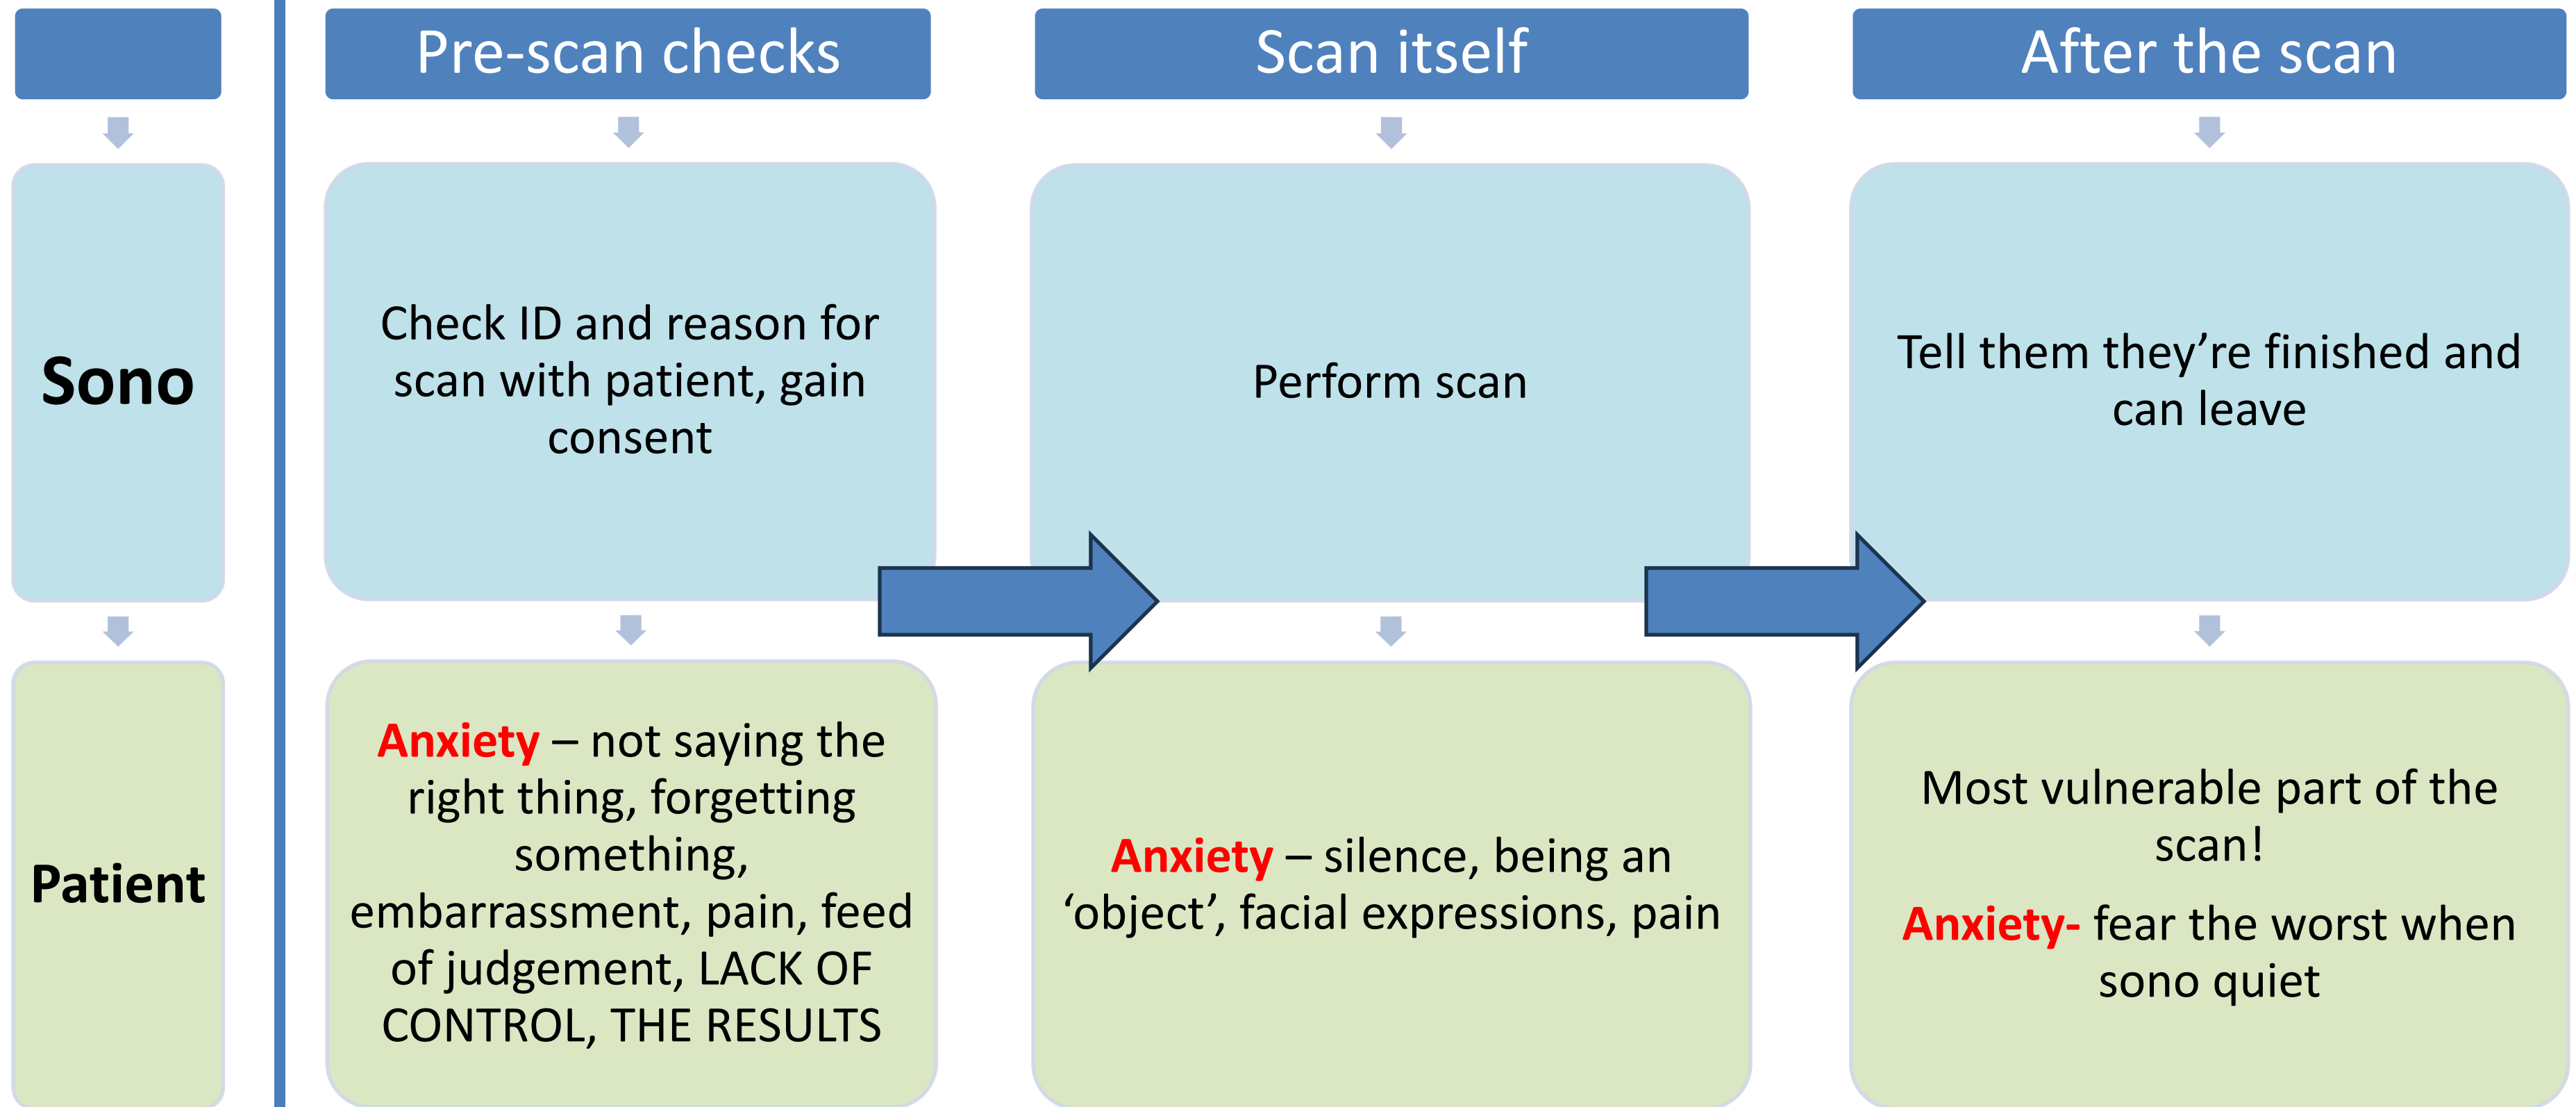 Pre-scan checks
Scan itself
After the scan
Sono
Check ID and reason for
scan with patient, gain
consent
Perform scan
Tell them they’re finished and
can leave
Patient
Anxiety – not saying the
right thing, forgetting
something,
embarrassment, pain, feed
of judgement, LACK OF
CONTROL, THE RESULTS
Anxiety – silence, being an
‘object’, facial expressions, pain
Most vulnerable part of the
scan!
Anxiety- fear the worst when
sono quiet